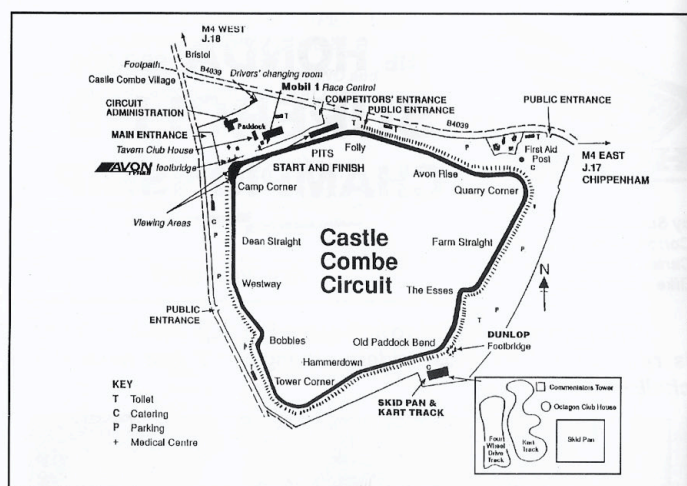 M4 WEST
J.18
Bristol
Footpath
B4039
Castle Combe Village
Drivers' changing room
Mobil 1 Race Control
COMPETITORS' ENTRANCE
PUBLIC ENTRANCE
PUBLIC ENTRANCE
CIRCUIT
ADMINISTRATION
Paddock
T
MAIN ENTRANCE
Tavern Club House
AVON
TYRES
footbridge
PITS
START AND FINISH
Folly
T
B4039
P
T
First Aid
Post
M4 EAST
J.17
CHIPPENHAM
Avon Rise
Quarry Corner
C
Camp Corner
Viewing Areas
T
C
P
P
Dean Straight
Castle
Combe
Circuit
Farm Straight
T
P
P
N
Westway
The Esses
PUBLIC
ENTRANCE
P
T
DUNLOP
Footbridge
Bobbies
P
Old Paddock Bend
Hammerdown
Tower Corner
C
SKID PAN &
KART TRACK
KEY
T Toilet
C Catering
P Parking
+ Medical Centre
Commentators Tower
Octagon Club House
Four
Wheel
Drive
Track
Kart
Track
Skid Pan